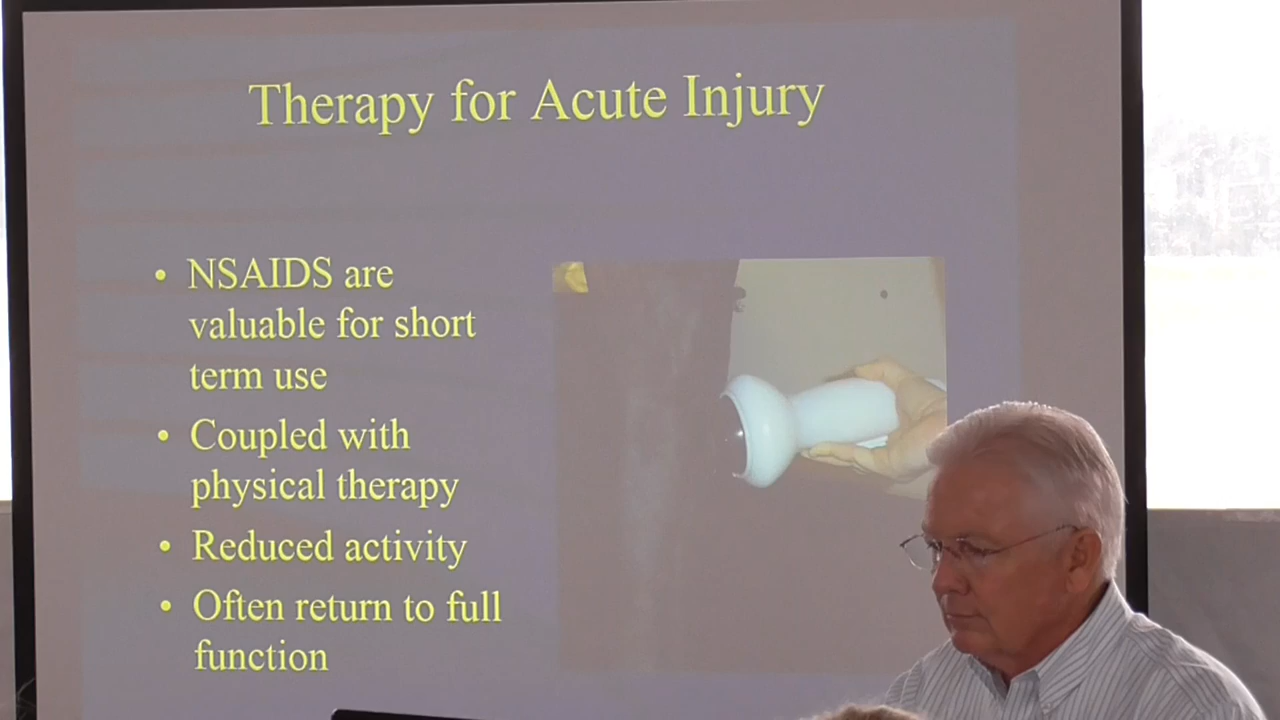 Therapy for Acute Injury
• NSAIDS are
valuable for short
term use
• Coupled with
physical therapy
• Reduced activity
• Often return to full
function